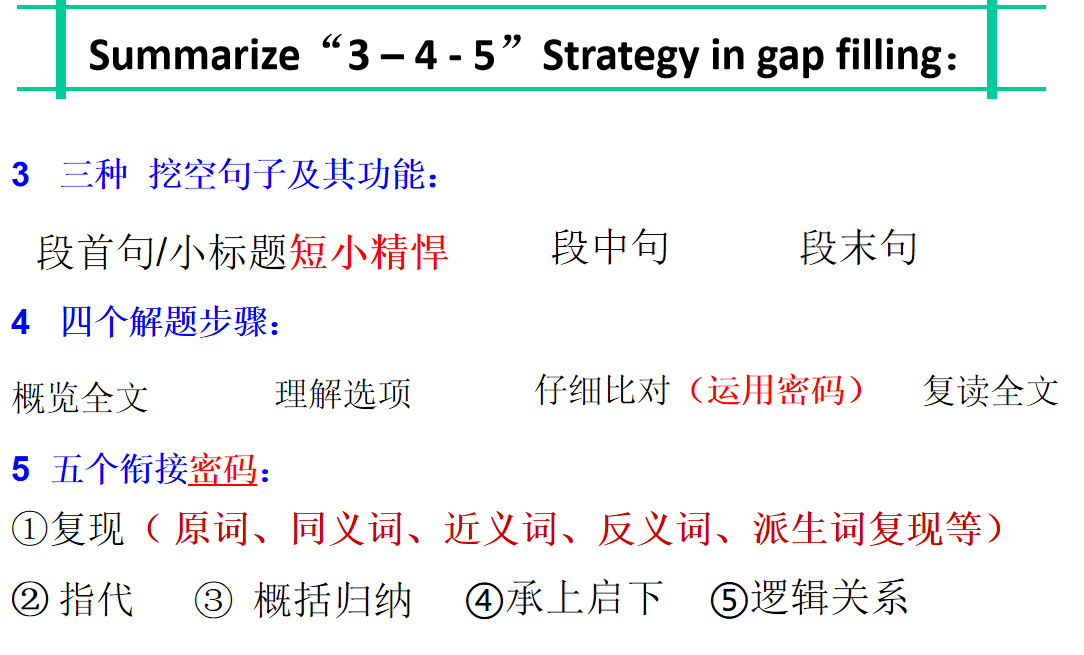 Summarize “3 – 4 - 5” Strategy in gap filling：
3 三种 挖空句子及其功能：
段首句/小标题短小精悍 段中句 段末句
4 四个解题步骤：
概览全文 理解选项 仔细比对（运用密码） 复读全文
5 五个衔接密码：
①复现（ 原词、同义词、近义词、反义词、派生词复现等）
② 指代 ③ 概括归纳 ④承上启下 ⑤逻辑关系